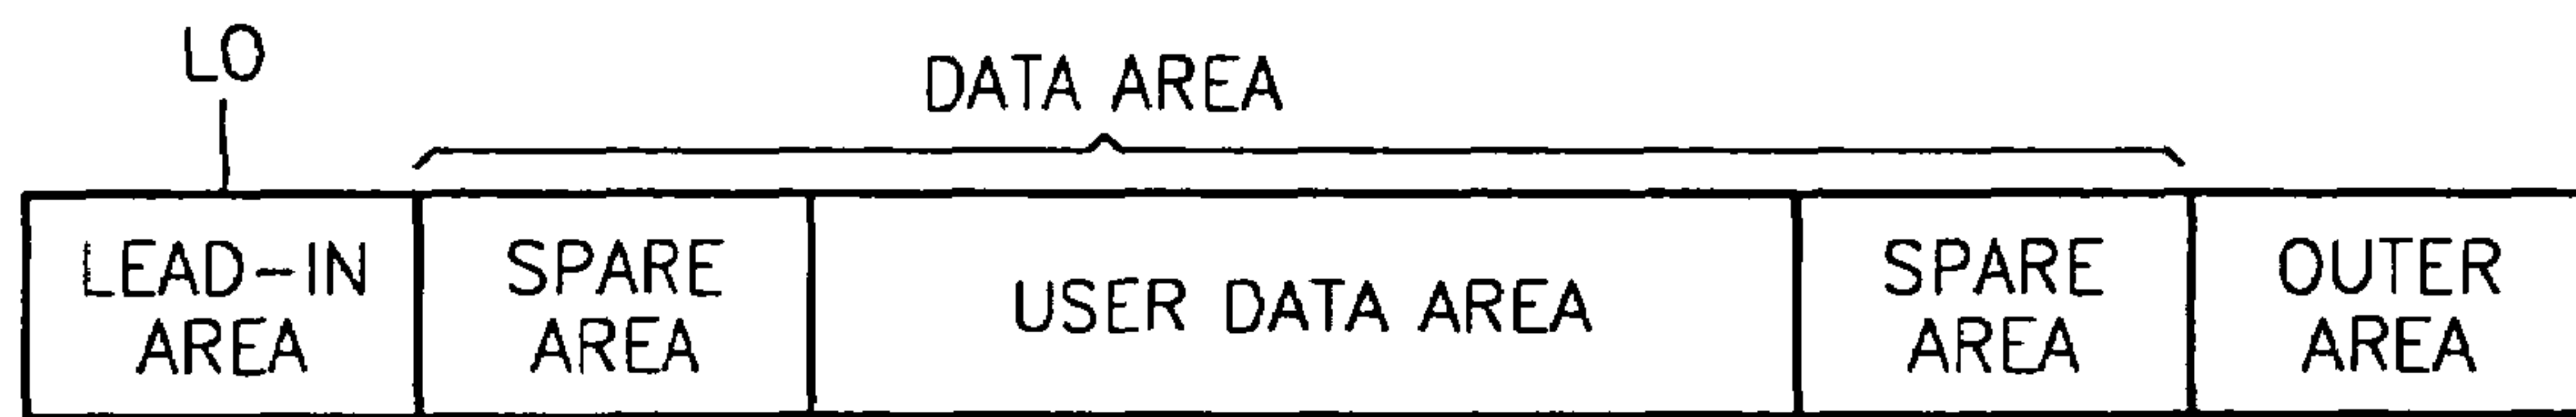 LO
DATA AREA
LEAD-IN
AREA
SPARE
AREA
USER DATA AREA
SPARE
AREA
OUTER
AREA